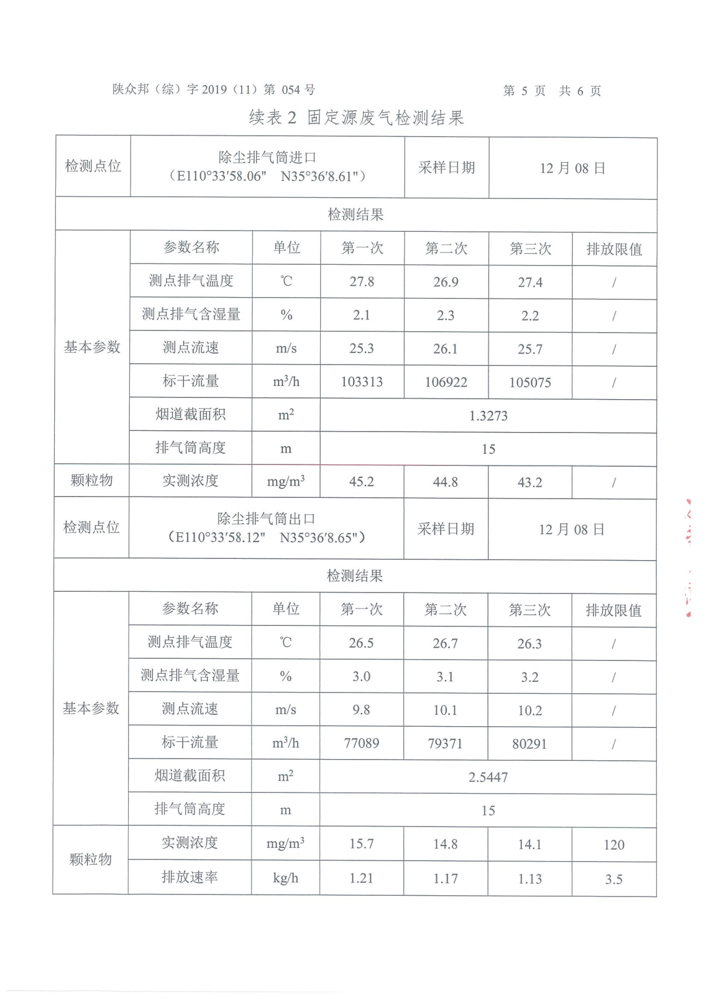 陕众邦（综）字 2019（11）第 054 号 第 5 页 共 6 页
续表 2 固定源废气检测结果
检测点位 除尘排气筒进口 采样日期 12 月 08 日
（E110°33′58.06" N35°36′8.61"）
检测结果
参数名称 单位 第一次 第二次 第三次 排放限值
测点排气温度 ℃ 27.8 26.9 27.4 /
测点排气含湿量 % 2.1 2.3 2.2 /
基本参数 测点流速 m/s 25.3 26.1 25.7 /
标干流量 m³/h 103313 106922 105075 /
烟道截面积 m² 1.3273
排气筒高度 m 15
颗粒物 实测浓度 mg/m³ 45.2 44.8 43.2 /
检测点位 除尘排气筒出口 采样日期 12 月 08 日
（E110°33′58.12" N35°36′8.65"）
检测结果
参数名称 单位 第一次 第二次 第三次 排放限值
测点排气温度 ℃ 26.5 26.7 26.3 /
测点排气含湿量 % 3.0 3.1 3.2 /
基本参数 测点流速 m/s 9.8 10.1 10.2 /
标干流量 m³/h 77089 79371 80291 /
烟道截面积 m² 2.5447
排气筒高度 m 15
颗粒物 实测浓度 mg/m³ 15.7 14.8 14.1 120
排放速率 kg/h 1.21 1.17 1.13 3.5